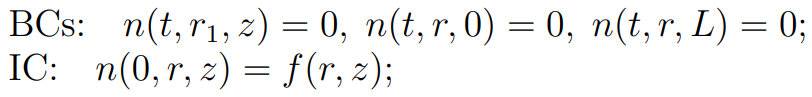 BCs: n(t, r₁, z) = 0, n(t, r, 0) = 0, n(t, r, L) = 0;
IC: n(0, r, z) = f(r, z);